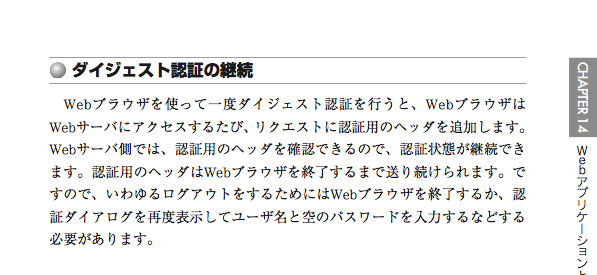 ダイジェスト認証の継続
Webブラウザを使って一度ダイジェスト認証を行うと、Webブラウザは
Webサーバにアクセスするたび、リクエストに認証用のヘッダを追加します。
Webサーバ側では、認証用のヘッダを確認できるので、認証状態が継続でき
ます。認証用のヘッダはWebブラウザを終了するまで送り続けられます。で
すので、いわゆるログアウトをするためにはWebブラウザを終了するか、認
証ダイアログを再度表示してユーザ名と空のパスワードを入力するなどする
必要があります。
CHAPTER 14
Webアプリケーションと